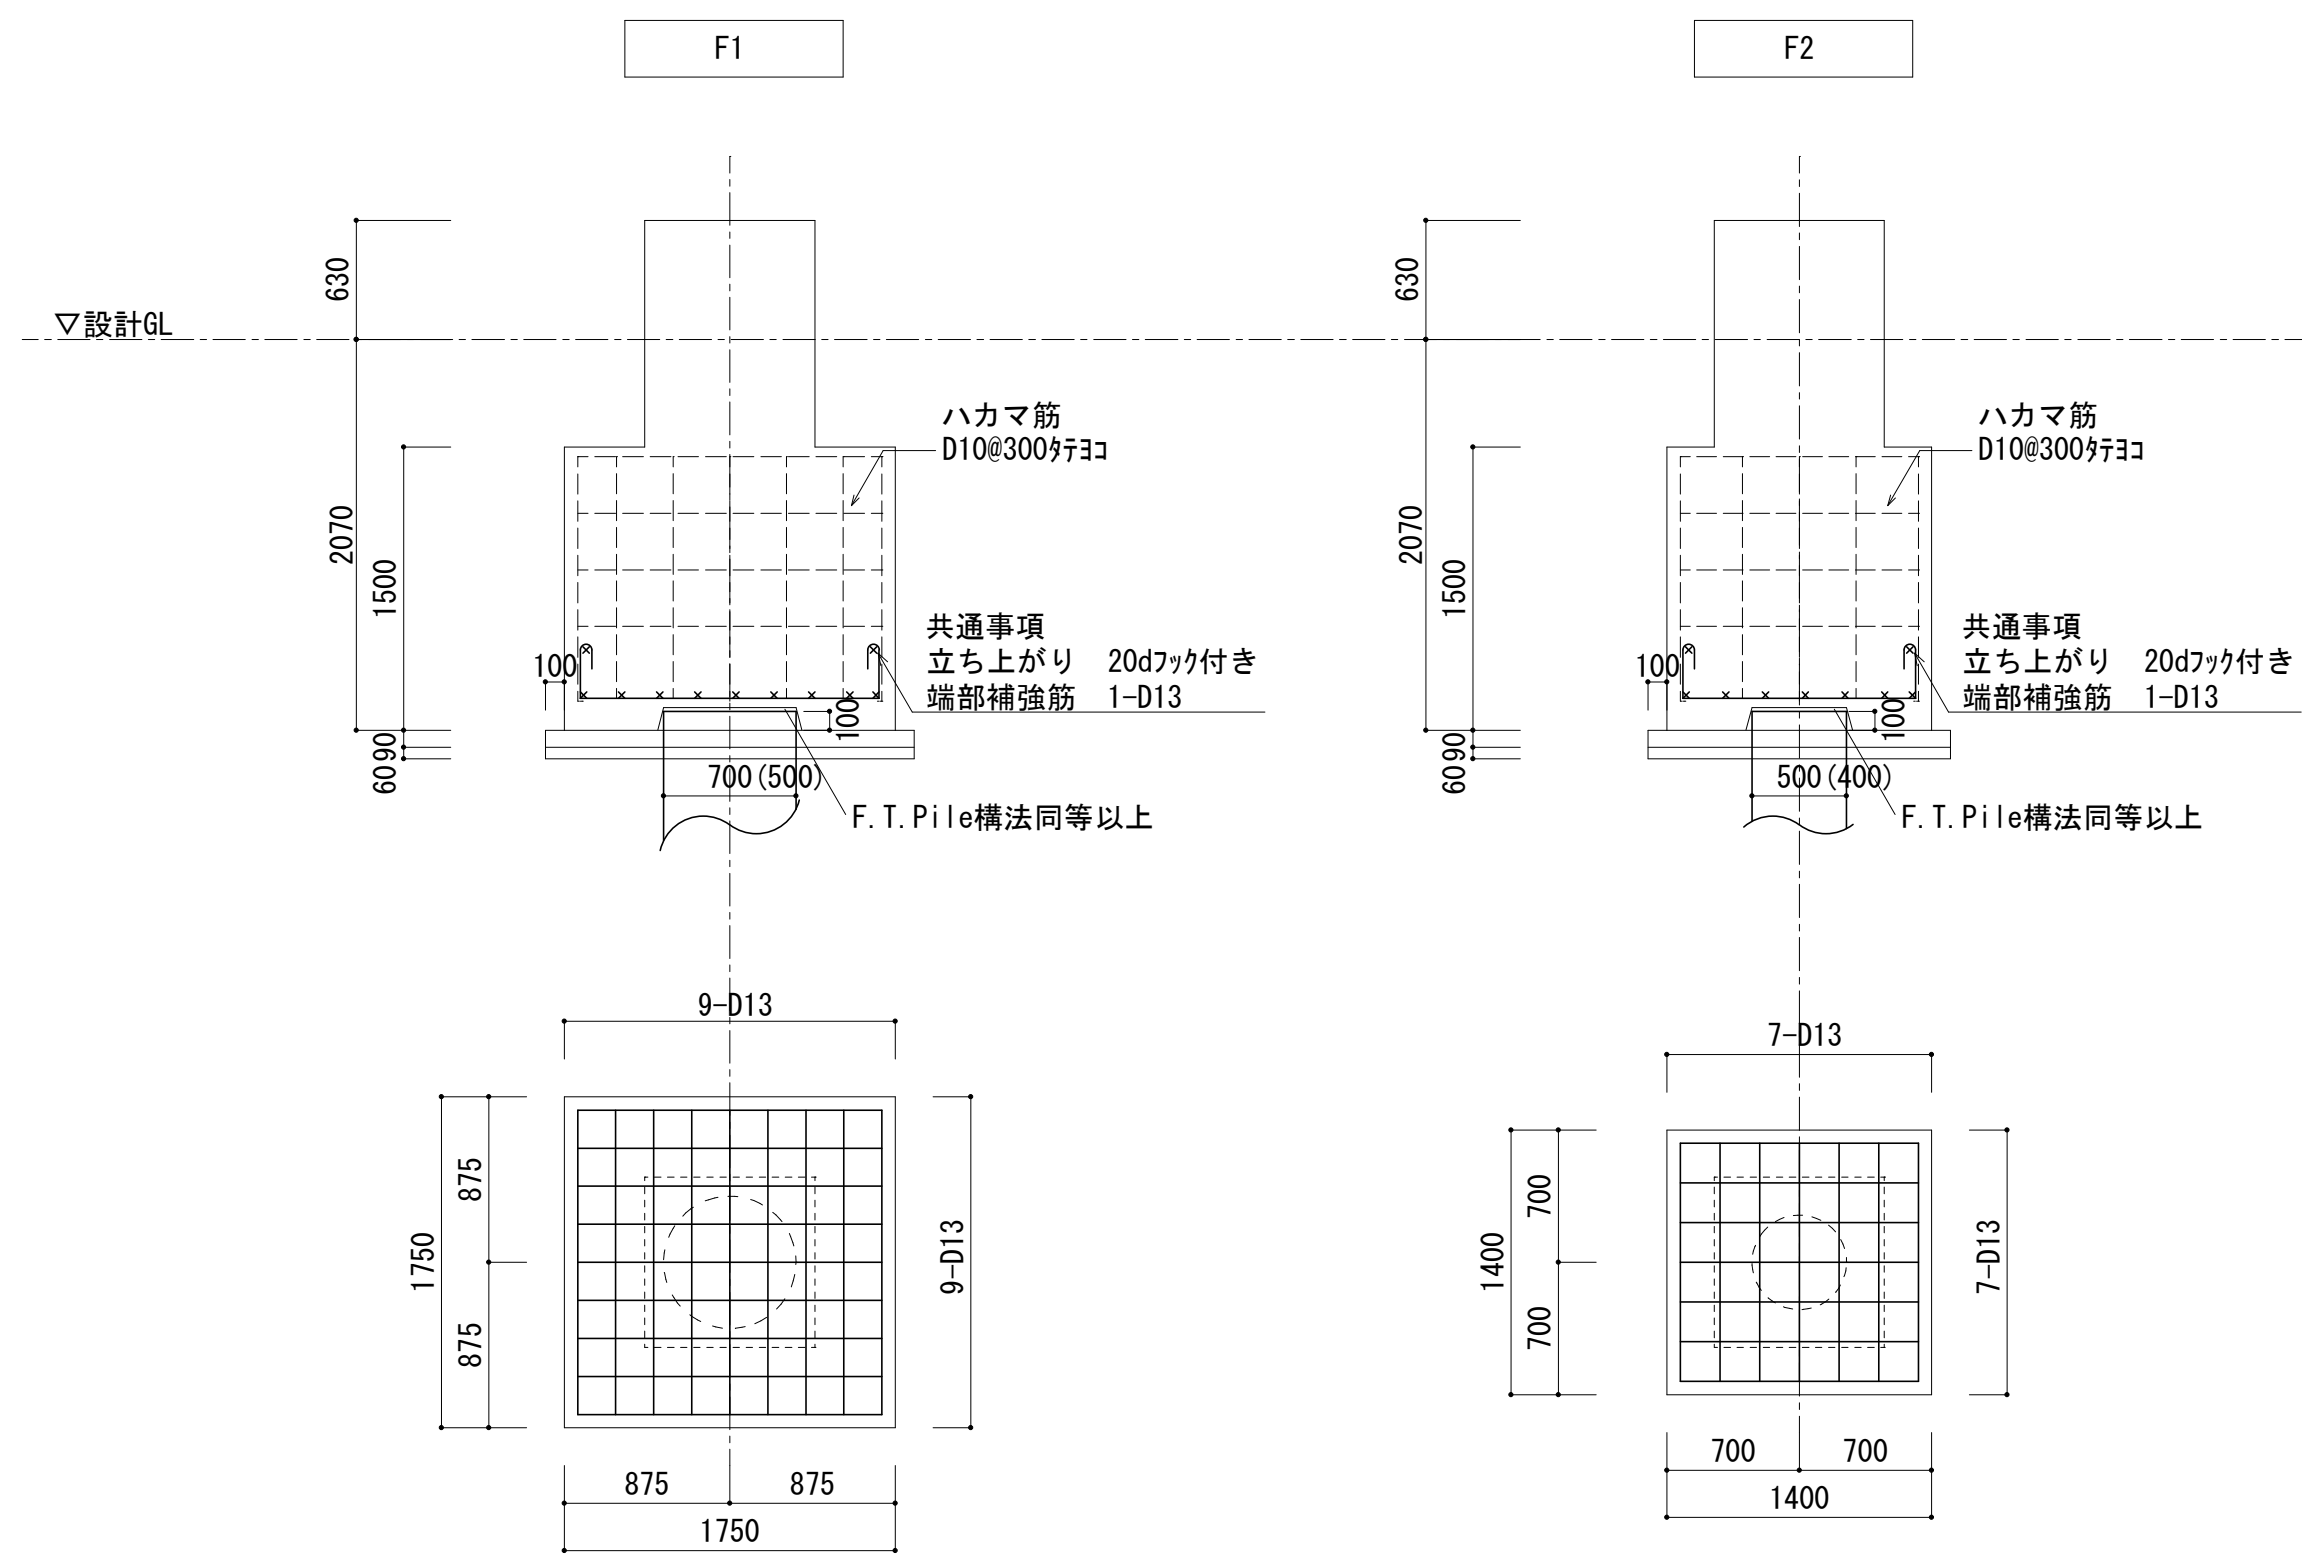 F1
F2
630
630
▽設計GL
ハカマ筋
D10@300ﾀﾃﾖｺ
ハカマ筋
D10@300ﾀﾃﾖｺ
2070
1500
2070
1500
共通事項
立ち上がり 20dﾌｯｸ付き
端部補強筋 1-D13
共通事項
立ち上がり 20dﾌｯｸ付き
端部補強筋 1-D13
100
100
100
100
90
60
90
60
700(500)
500(400)
F.T.Pile構法同等以上
F.T.Pile構法同等以上
9-D13
7-D13
875
1750
875
9-D13
700
1400
700
7-D13
875
875
1750
700
700
1400